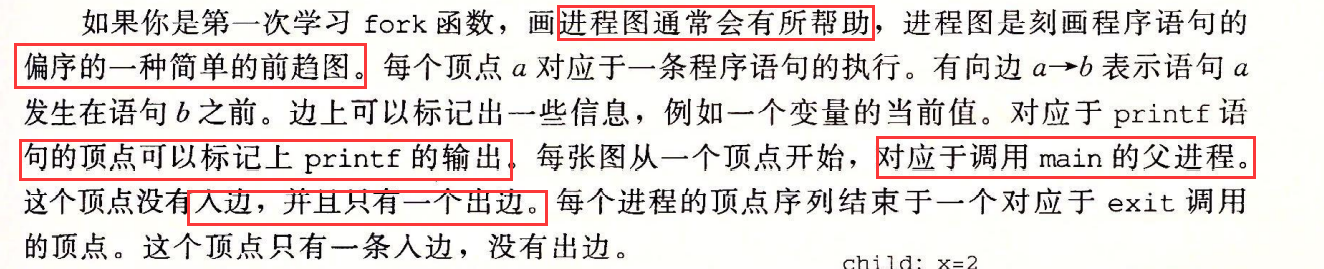 如果你是第一次学习 fork 函数，画进程图通常会有所帮助，进程图是刻画程序语句的
偏序的一种简单的前趋图。每个顶点 a 对应于一条程序语句的执行。有向边 a→b 表示语句 a
发生在语句 b 之前。边上可以标记出一些信息，例如一个变量的当前值。对应于 printf 语
句的顶点可以标记上 printf 的输出。每张图从一个顶点开始，对应于调用 main 的父进程。
这个顶点没有入边，并且只有一个出边。每个进程的顶点序列结束于一个对应于 exit 调用
的顶点。这个顶点只有一条入边，没有出边。
child: x=2